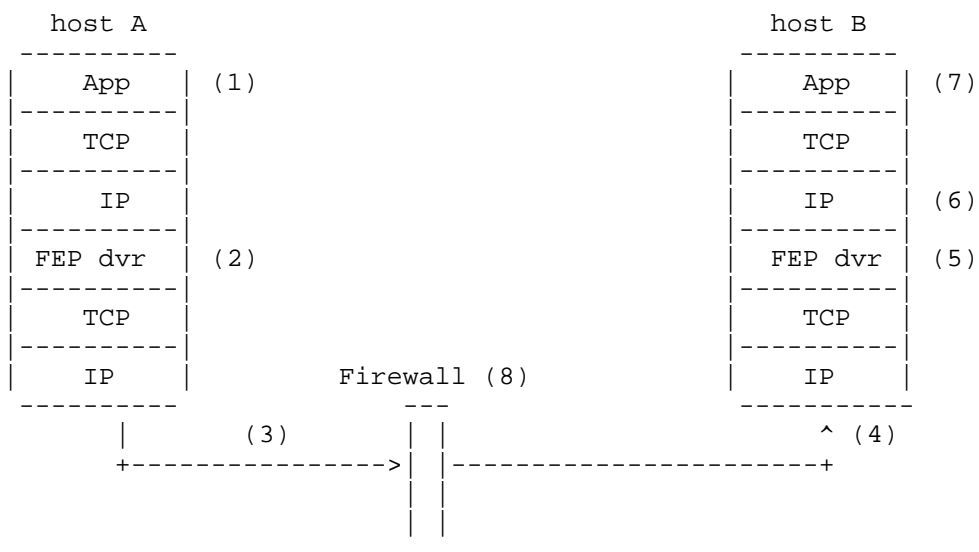 host A host B
App (1) App (7)
TCP TCP
IP IP (6)
FEP dvr (2) FEP dvr (5)
TCP TCP
IP Firewall (8) IP
(3) ^ (4)